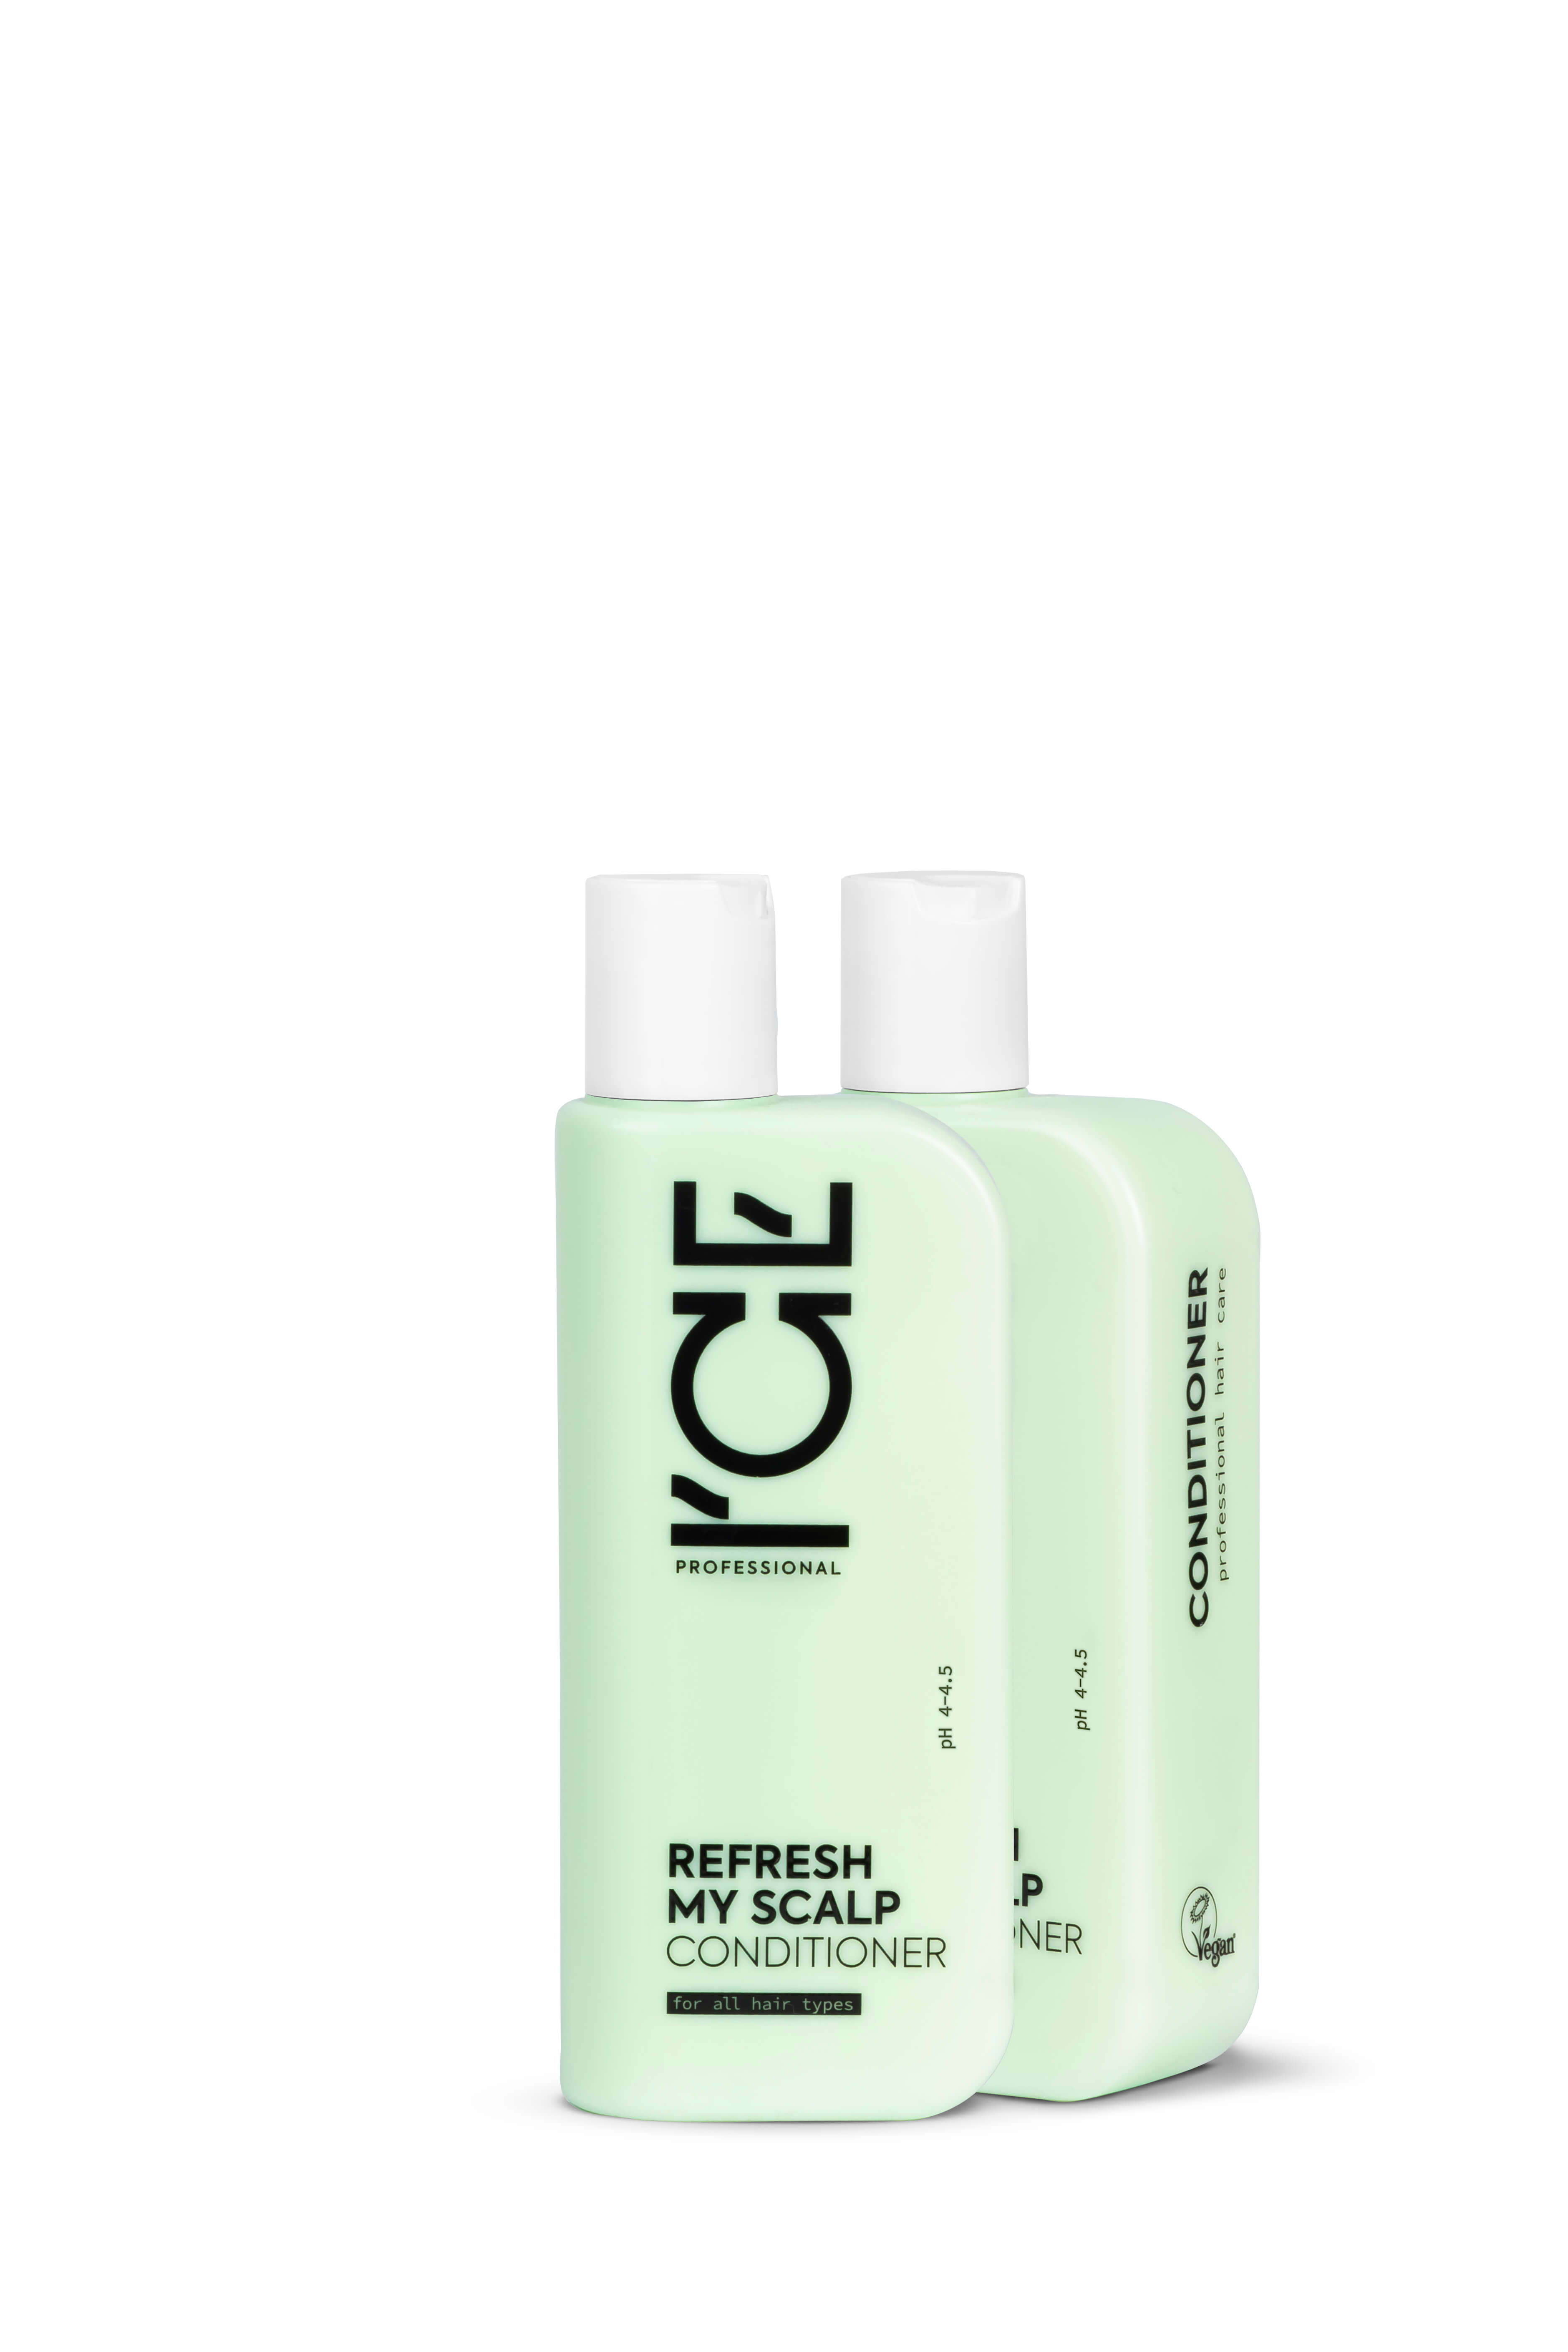 I'CE
PROFESSIONAL
pH 4-4.5
REFRESH
MY SCALP
CONDITIONER
for all hair types
pH 4-4.5
LP
NER
CONDITIONER
professional hair care
Vegan